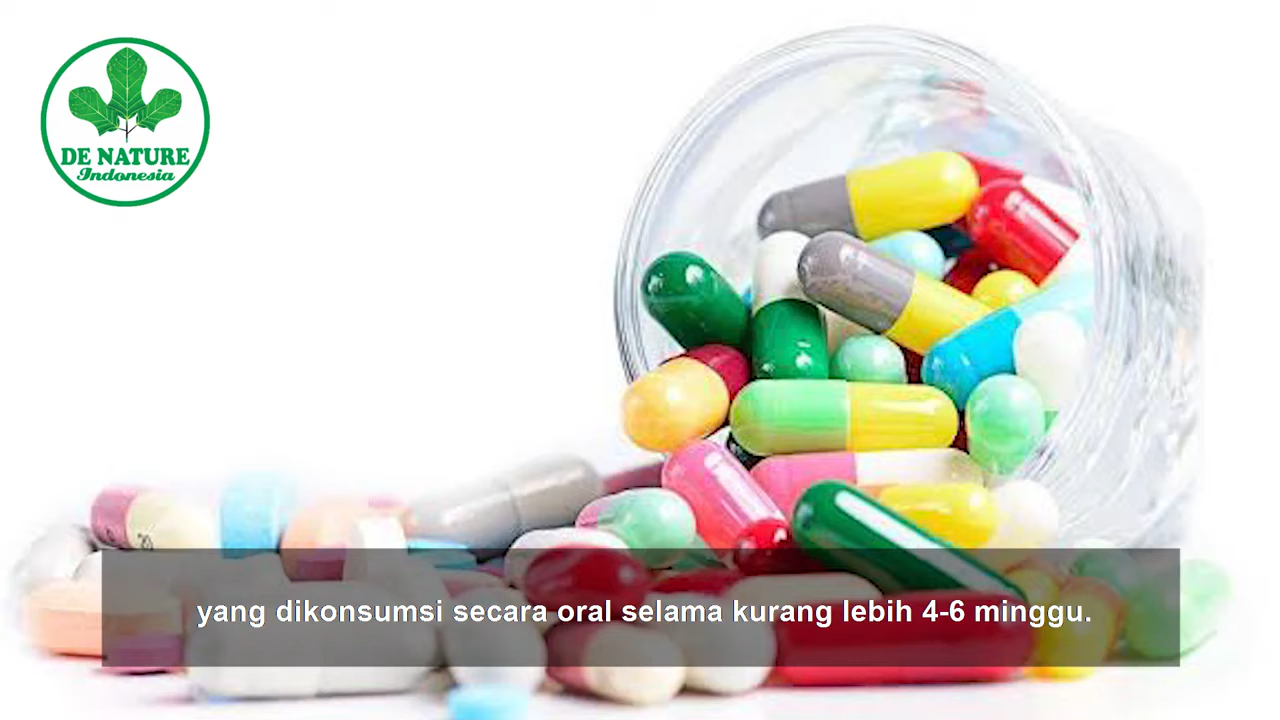 DE NATURE
Indonesia
yang dikonsumsi secara oral selama kurang lebih 4-6 minggu.